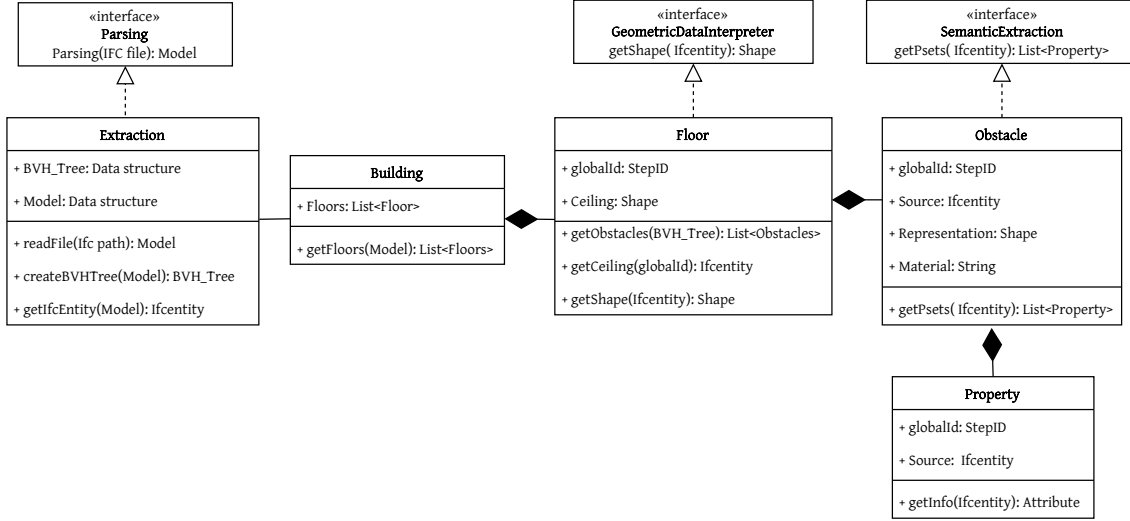 «interface»
Parsing
Parsing(IFC file): Model
«interface»
GeometricDataInterpreter
getShape( Ifcentity): Shape
«interface»
SemanticExtraction
getPsets( Ifcentity): List<Property>
Extraction
+ BVH_Tree: Data structure
+ Model: Data structure
+ readFile(Ifc path): Model
+ createBVHTree(Model): BVH_Tree
+ getIfcEntity(Model): Ifcentity
Building
+ Floors: List<Floor>
+ getFloors(Model): List<Floors>
Floor
+ globalId: StepID
+ Ceiling: Shape
+ getObstacles(BVH_Tree): List<Obstacles>
+ getCeiling(globalId): Ifcentity
+ getShape(Ifcentity): Shape
Obstacle
+ globalId: StepID
+ Source: Ifcentity
+ Representation: Shape
+ Material: String
+ getPsets( Ifcentity): List<Property>
Property
+ globalId: StepID
+ Source:  Ifcentity
+ getInfo(Ifcentity): Attribute